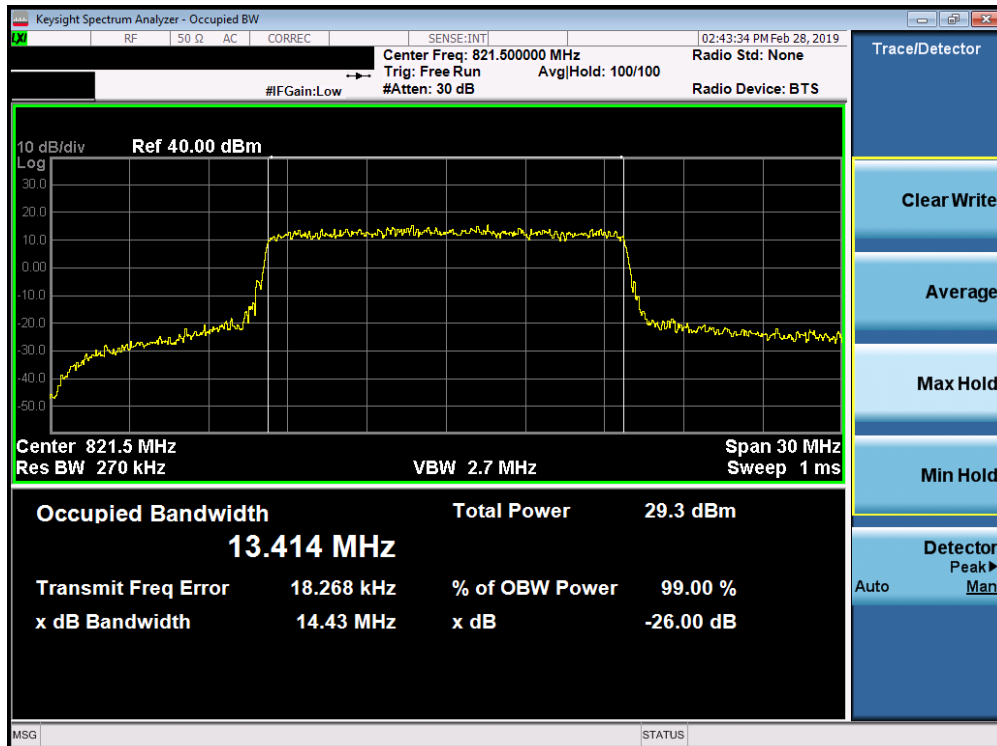 Keysight Spectrum Analyzer - Occupied BW
LXI RF 50 Ω AC CORREC SENSE:INT 02:43:34 PM Feb 28, 2019
Center Freq: 821.500000 MHz Radio Std: None
Trig: Free Run Avg|Hold: 100/100
#IFGain:Low #Atten: 30 dB Radio Device: BTS
Trace/Detector
10 dB/div Ref 40.00 dBm
Log
30.0
20.0
10.0
0.00
-10.0
-20.0
-30.0
-40.0
-50.0
Center 821.5 MHz Span 30 MHz
Res BW 270 kHz VBW 2.7 MHz Sweep 1 ms
Occupied Bandwidth Total Power 29.3 dBm
13.414 MHz
Transmit Freq Error 18.268 kHz % of OBW Power 99.00 %
x dB Bandwidth 14.43 MHz x dB -26.00 dB
Clear Write
Average
Max Hold
Min Hold
Detector
Peak▶
Auto Man
MSG STATUS